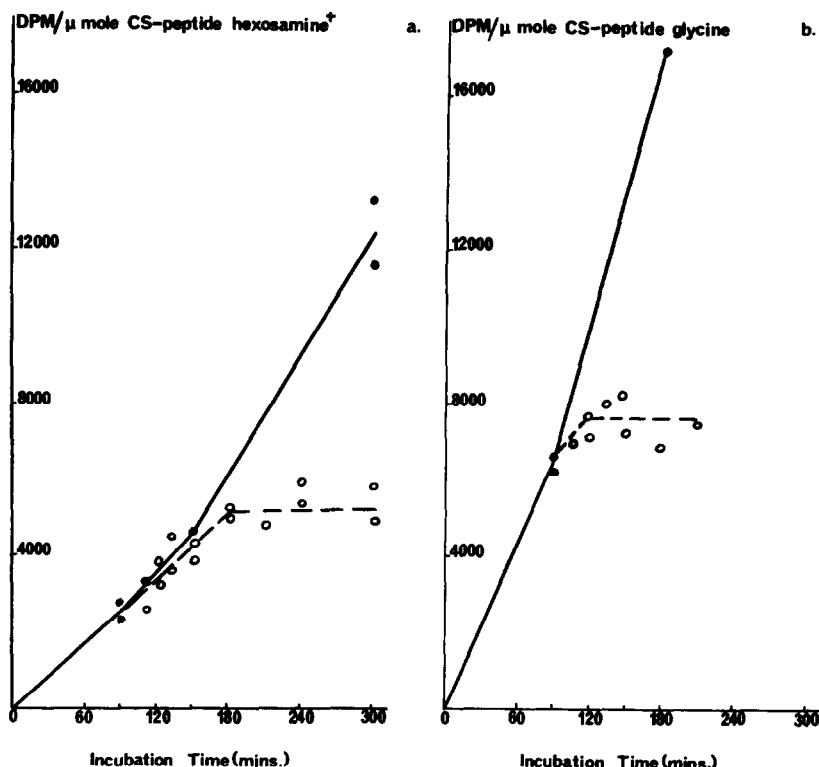 DPM/μ mole CS-peptide hexosamine⁺ a.
16000
12000
8000
4000
0 60 120 180 240 300
Incubation Time(mins.)
DPM/μ mole CS-peptide glycine b.
16000
12000
8000
4000
0 60 120 180 240 300
Incubation Time(mins.)